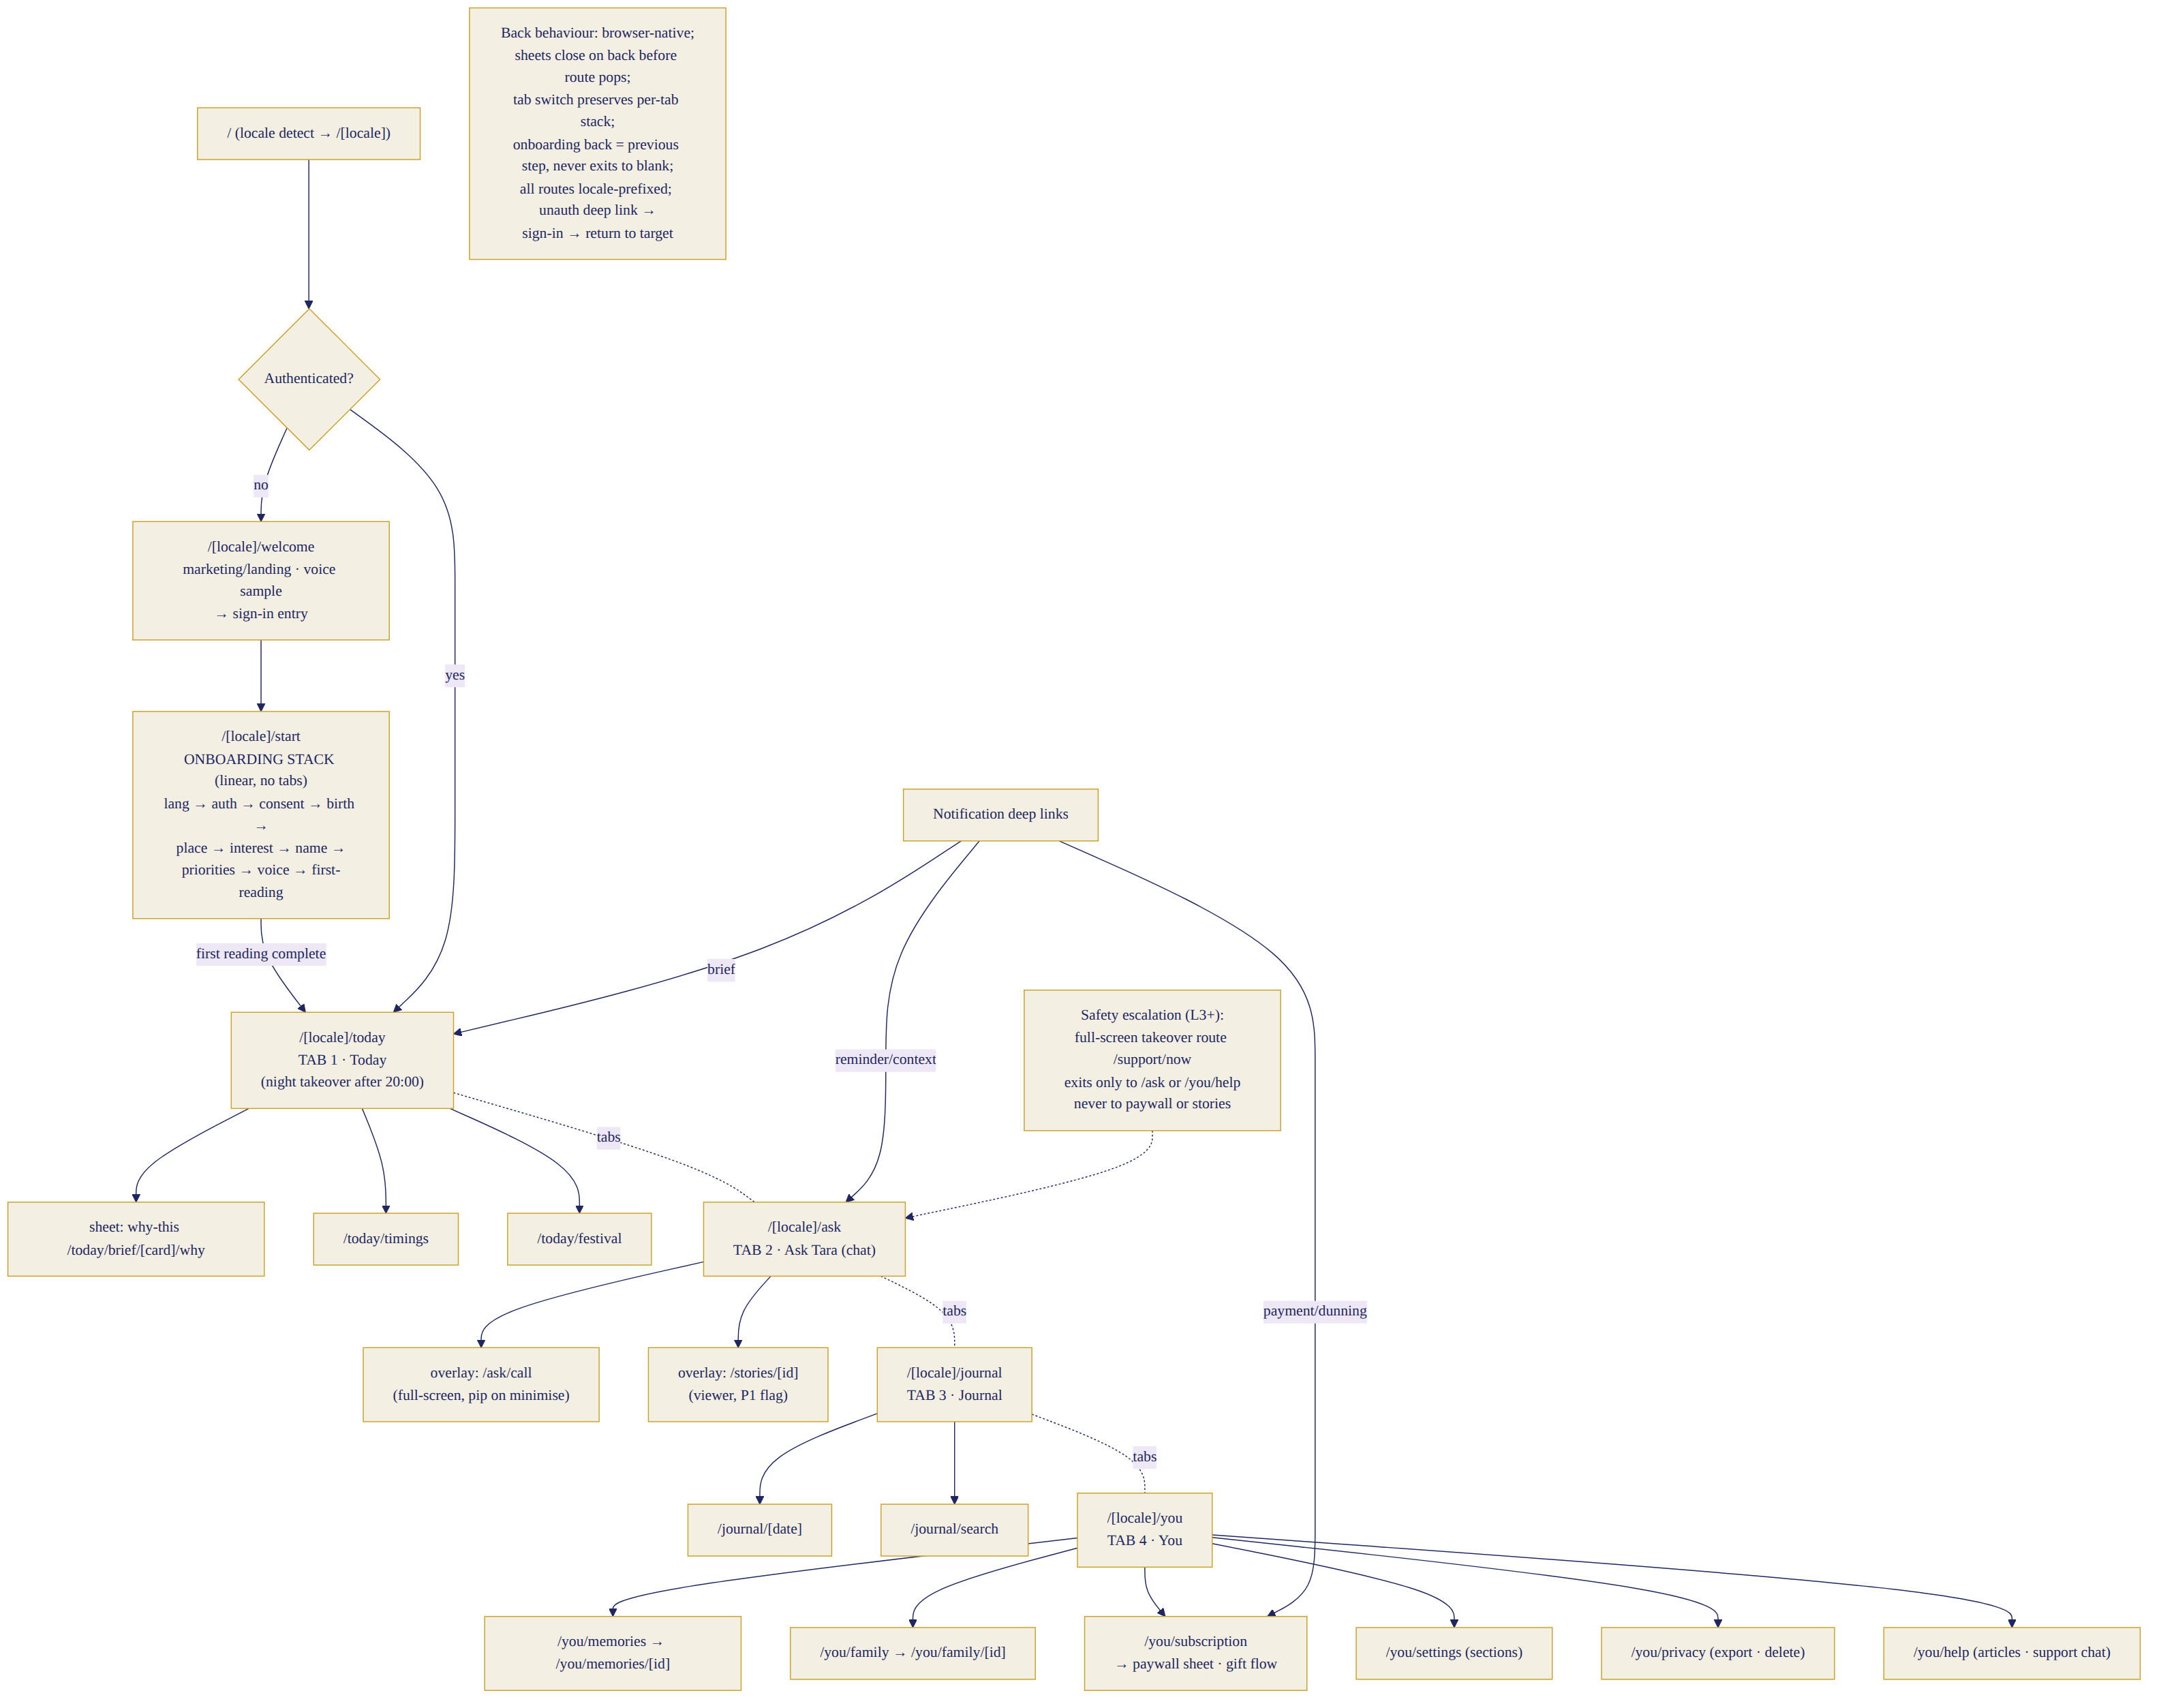 Back behaviour: browser-native;
sheets close on back before
route pops;
tab switch preserves per-tab
stack;
onboarding back = previous
step, never exits to blank;
all routes locale-prefixed;
unauth deep link →
sign-in → return to target
/ (locale detect → /[locale])
Authenticated?
no
/[locale]/welcome
marketing/landing · voice
sample
→ sign-in entry
yes
/[locale]/start
ONBOARDING STACK
(linear, no tabs)
lang → auth → consent → birth
→
place → interest → name →
priorities → voice → first-
reading
Notification deep links
first reading complete
brief
/[locale]/today
TAB 1 · Today
(night takeover after 20:00)
reminder/context
Safety escalation (L3+):
full-screen takeover route
/support/now
exits only to /ask or /you/help
never to paywall or stories
tabs
sheet: why-this
/today/brief/[card]/why
/today/timings
/today/festival
/[locale]/ask
TAB 2 · Ask Tara (chat)
tabs
payment/dunning
overlay: /ask/call
(full-screen, pip on minimise)
overlay: /stories/[id]
(viewer, P1 flag)
/[locale]/journal
TAB 3 · Journal
tabs
/journal/[date]
/journal/search
/[locale]/you
TAB 4 · You
/you/memories →
/you/memories/[id]
/you/family → /you/family/[id]
/you/subscription
→ paywall sheet · gift flow
/you/settings (sections)
/you/privacy (export · delete)
/you/help (articles · support chat)